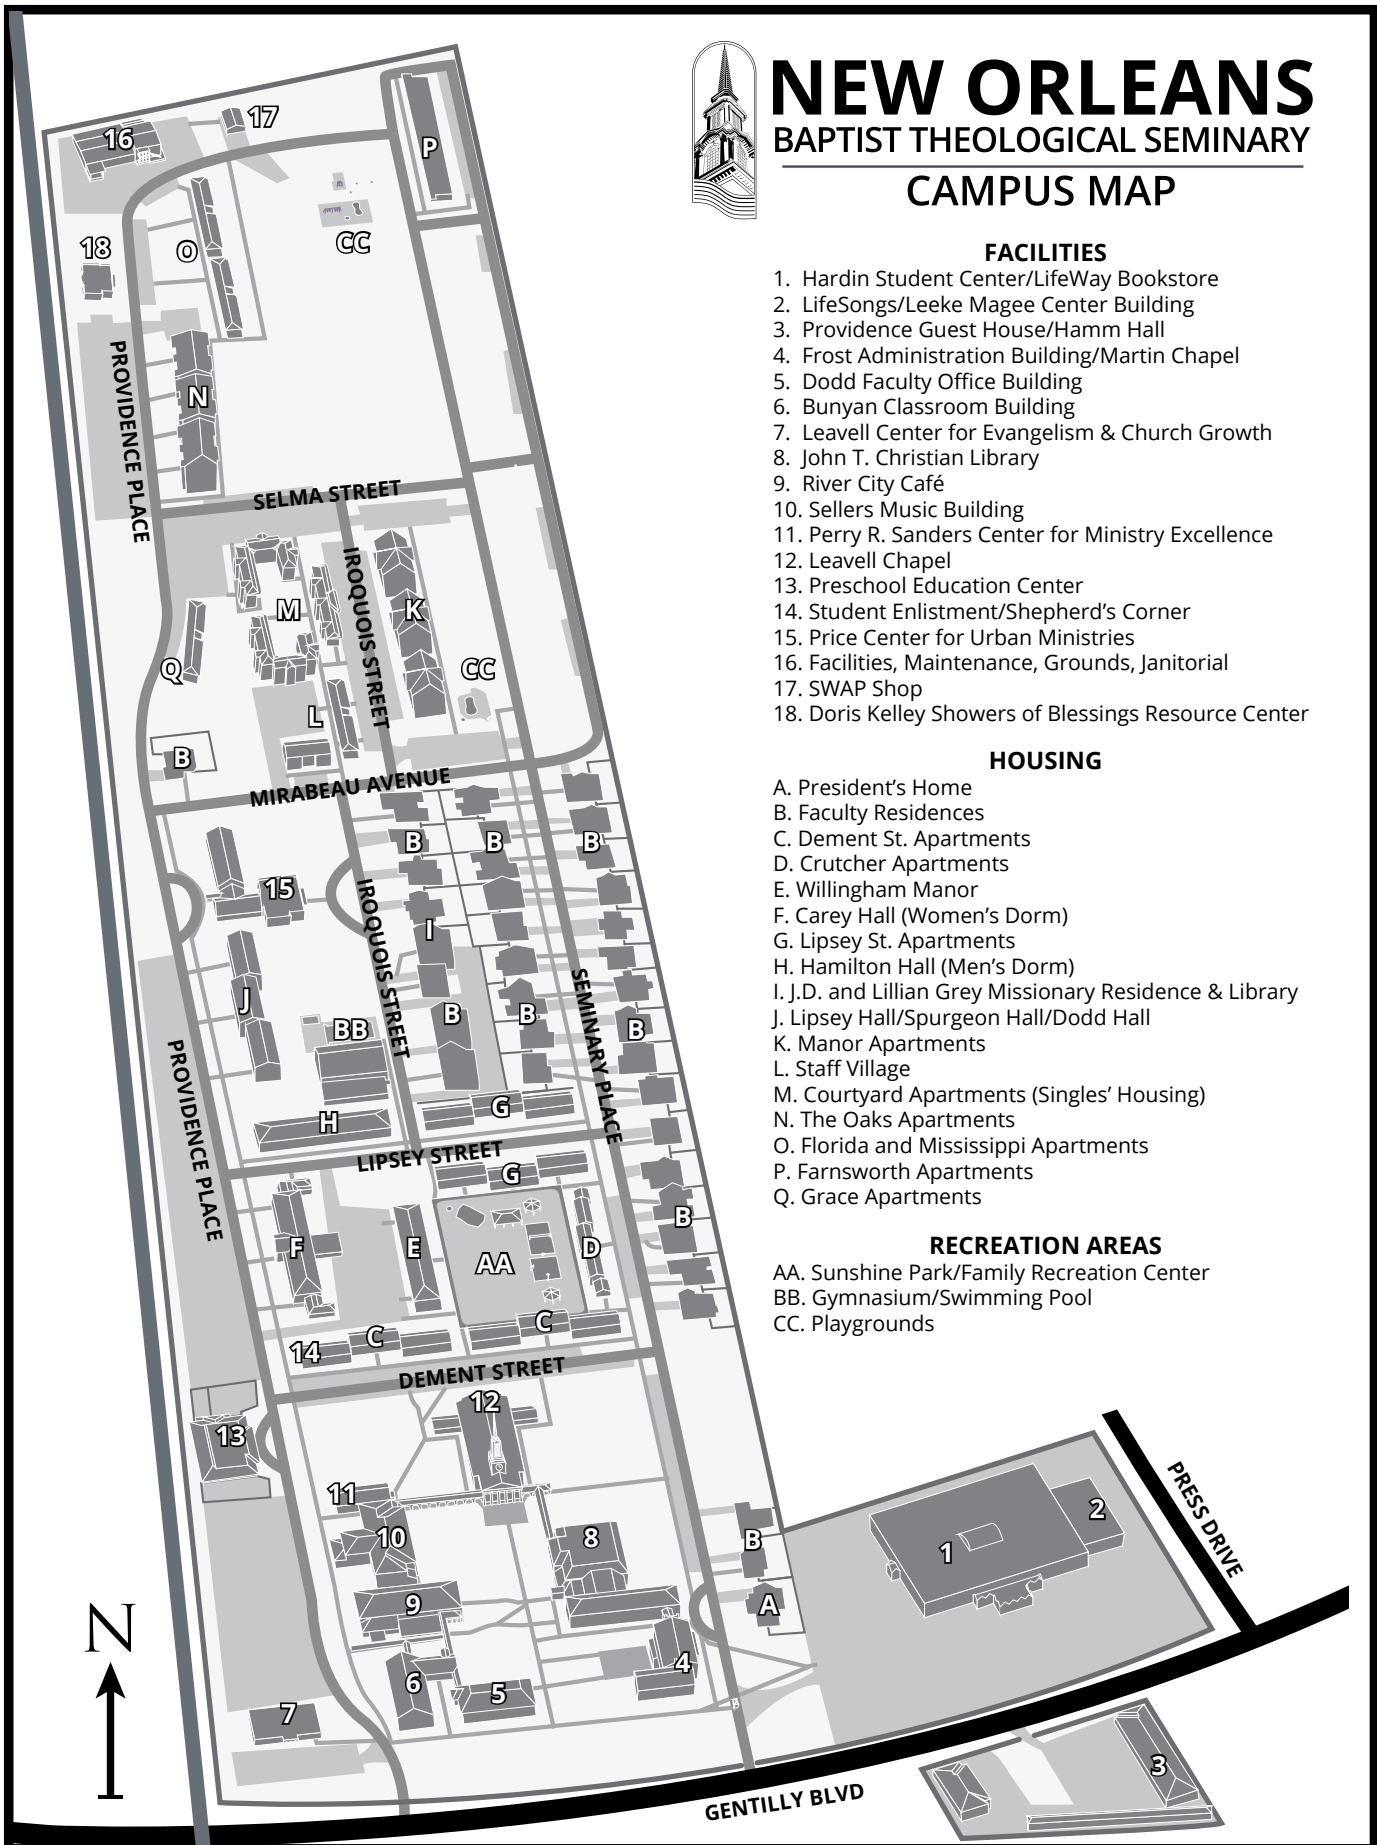 NEW ORLEANS
BAPTIST THEOLOGICAL SEMINARY
CAMPUS MAP
FACILITIES
1. Hardin Student Center/LifeWay Bookstore
2. LifeSongs/Leeke Magee Center Building
3. Providence Guest House/Hamm Hall
4. Frost Administration Building/Martin Chapel
5. Dodd Faculty Office Building
6. Bunyan Classroom Building
7. Leavell Center for Evangelism & Church Growth
8. John T. Christian Library
9. River City Café
10. Sellers Music Building
11. Perry R. Sanders Center for Ministry Excellence
12. Leavell Chapel
13. Preschool Education Center
14. Student Enlistment/Shepherd's Corner
15. Price Center for Urban Ministries
16. Facilities, Maintenance, Grounds, Janitorial
17. SWAP Shop
18. Doris Kelley Showers of Blessings Resource Center
HOUSING
A. President's Home
B. Faculty Residences
C. Dement St. Apartments
D. Crutcher Apartments
E. Willingham Manor
F. Carey Hall (Women's Dorm)
G. Lipsey St. Apartments
H. Hamilton Hall (Men's Dorm)
I. J.D. and Lillian Grey Missionary Residence & Library
J. Lipsey Hall/Spurgeon Hall/Dodd Hall
K. Manor Apartments
L. Staff Village
M. Courtyard Apartments (Singles' Housing)
N. The Oaks Apartments
O. Florida and Mississippi Apartments
P. Farnsworth Apartments
Q. Grace Apartments
RECREATION AREAS
AA. Sunshine Park/Family Recreation Center
BB. Gymnasium/Swimming Pool
CC. Playgrounds
16
17
P
18
O
CC
PROVIDENCE PLACE
N
SELMA STREET
IROQUOIS STREET
M
K
Q
CC
L
B
MIRABEAU AVENUE
B
B
B
15
IROQUOIS STREET
I
SEMINARY PLACE
J
BB
B
B
B
PROVIDENCE PLACE
H
G
LIPSEY STREET
G
B
F
E
AA
D
14
C
C
DEMENT STREET
12
13
11
10
8
B
1
2
PRESS DRIVE
9
A
N
6
5
4
7
3
GENTILLY BLVD